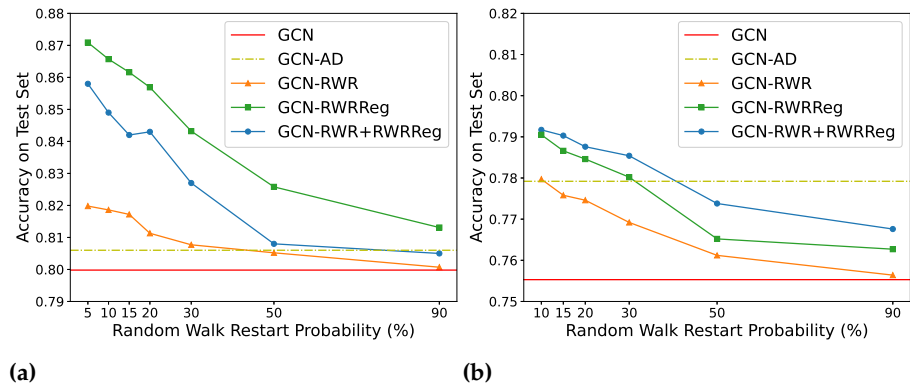 0.88
0.87
0.86
0.85
0.84
0.83
0.82
0.81
0.80
0.79
Accuracy on Test Set
GCN
GCN-AD
GCN-RWR
GCN-RWRReg
GCN-RWR+RWRReg
5 10 15 20 30 50 90
Random Walk Restart Probability (%)
(a)
0.82
0.81
0.80
0.79
0.78
0.77
0.76
0.75
Accuracy on Test Set
GCN
GCN-AD
GCN-RWR
GCN-RWRReg
GCN-RWR+RWRReg
10 15 20 30 50 90
Random Walk Restart Probability (%)
(b)